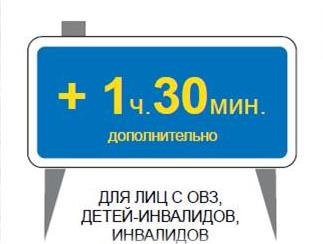 + 1ч.30мин.
дополнительно
ДЛЯ ЛИЦ С ОВЗ,
ДЕТЕЙ-ИНВАЛИДОВ,
ИНВАЛИДОВ